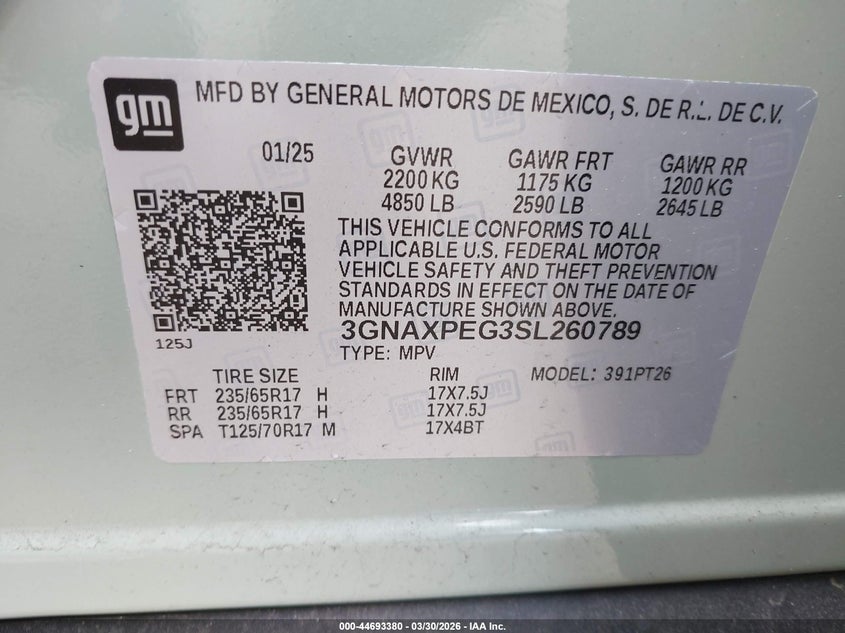 gm MFD BY GENERAL MOTORS DE MEXICO, S. DE R.L. DE C.V.
01/25 GVWR GAWR FRT GAWR RR
2200 KG 1175 KG 1200 KG
4850 LB 2590 LB 2645 LB
THIS VEHICLE CONFORMS TO ALL
APPLICABLE U.S. FEDERAL MOTOR
VEHICLE SAFETY AND THEFT PREVENTION
STANDARDS IN EFFECT ON THE DATE OF
MANUFACTURE SHOWN ABOVE.
3GNAXPEG3SL260789
125J TYPE: MPV
TIRE SIZE RIM MODEL: 391PT26
FRT 235/65R17 H 17X7.5J
RR 235/65R17 H 17X7.5J
SPA T125/70R17 M 17X4BT
000-44693380 | 03/30/2026 - IAA Inc.